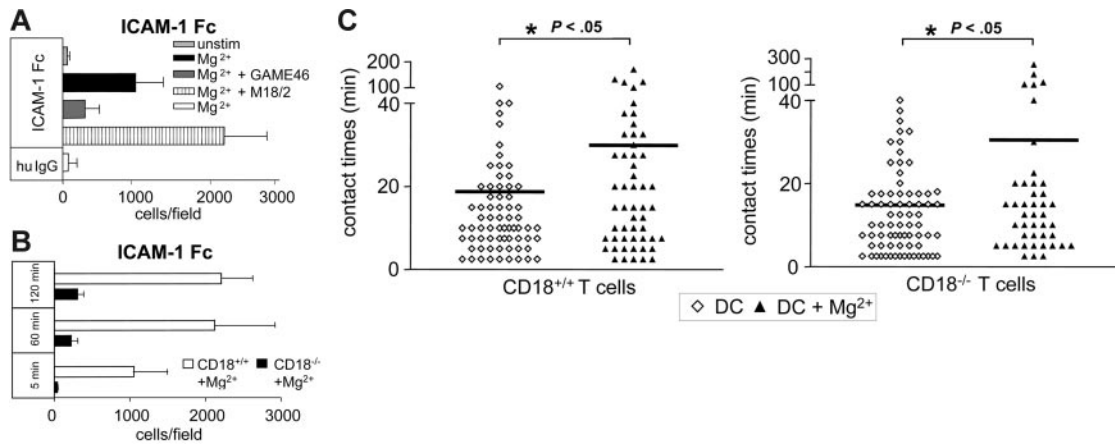 A
ICAM-1 Fc
unstim
Mg²⁺
Mg²⁺ + GAME46
Mg²⁺ + M18/2
Mg²⁺
ICAM-1 Fc
hu IgG
0 1000 2000 3000
cells/field
B
ICAM-1 Fc
120 min
60 min
5 min
CD18⁺/⁺ +Mg²⁺
CD18⁻/⁻ +Mg²⁺
0 1000 2000 3000
cells/field
C
* P < .05
contact times (min)
200
100
40
20
0
CD18⁺/⁺ T cells
* P < .05
contact times (min)
300
100
40
20
0
CD18⁻/⁻ T cells
DC DC + Mg²⁺